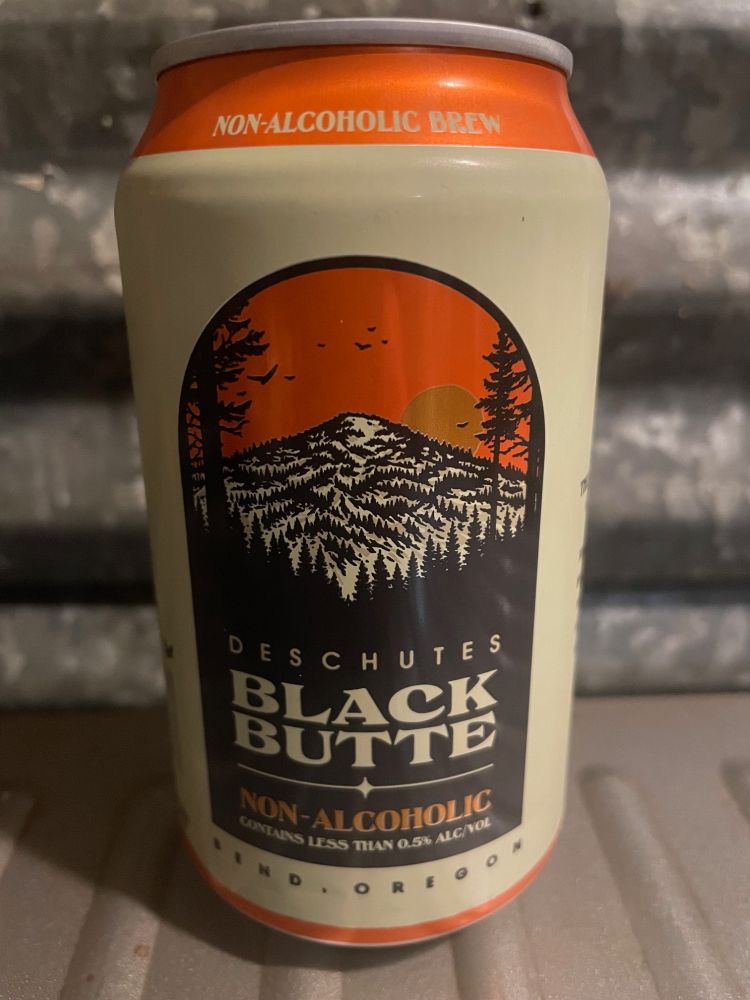 NON-ALCOHOLIC BREW
DESCHUTES
BLACK
BUTTE
NON-ALCOHOLIC
CONTAINS LESS THAN 0.5% ALC/VOL
BEND, OREGON